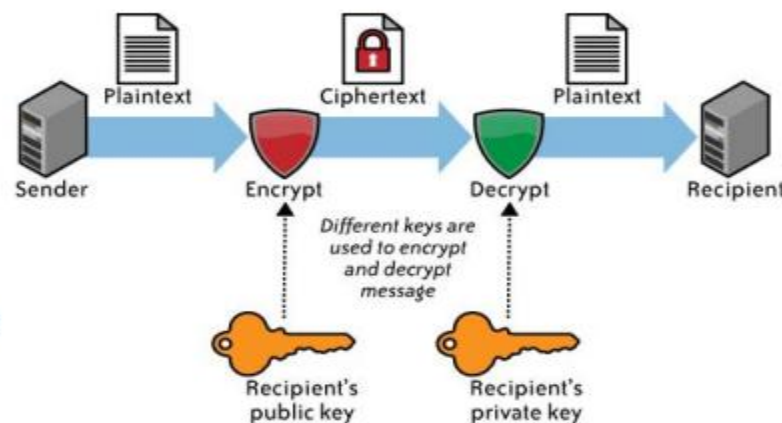 Plaintext
Ciphertext
Plaintext
Sender
Encrypt
Decrypt
Recipient
Different keys are
used to encrypt
and decrypt
message
Recipient's
public key
Recipient's
private key